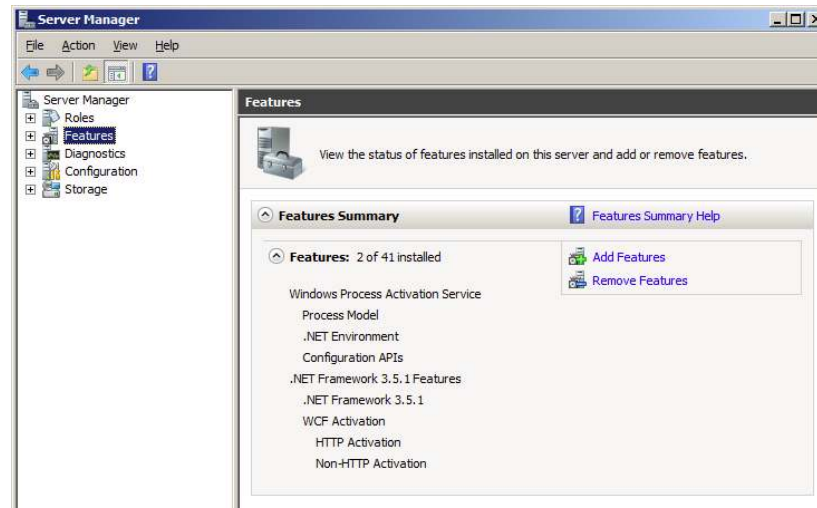 Server Manager
File Action View Help
Server Manager
Roles
Features
Diagnostics
Configuration
Storage
Features
View the status of features installed on this server and add or remove features.
Features Summary
Features Summary Help
Features: 2 of 41 installed
Add Features
Remove Features
Windows Process Activation Service
Process Model
.NET Environment
Configuration APIs
.NET Framework 3.5.1 Features
.NET Framework 3.5.1
WCF Activation
HTTP Activation
Non-HTTP Activation